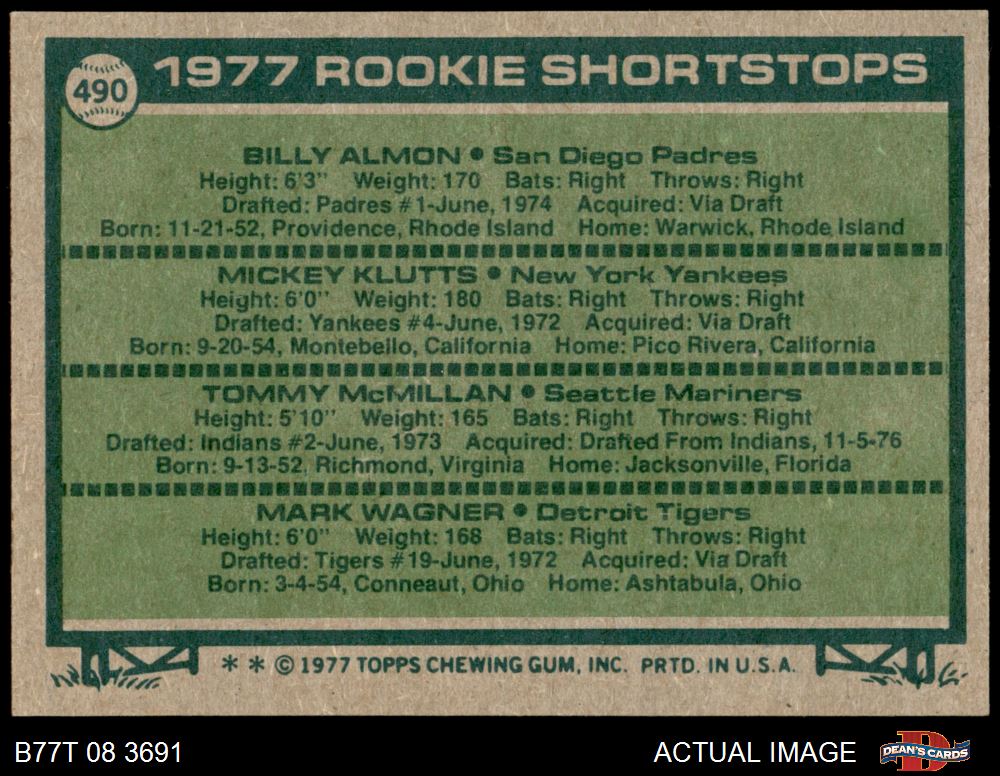 490
1977 ROOKIE SHORTSTOPS
BILLY ALMON • San Diego Padres
Height: 6'3" Weight: 170 Bats: Right Throws: Right
Drafted: Padres #1-June, 1974 Acquired: Via Draft
Born: 11-21-52, Providence, Rhode Island Home: Warwick, Rhode Island
MICKEY KLUTTS • New York Yankees
Height: 6'0" Weight: 180 Bats: Right Throws: Right
Drafted: Yankees #4-June, 1972 Acquired: Via Draft
Born: 9-20-54, Montebello, California Home: Pico Rivera, California
TOMMY McMILLAN • Seattle Mariners
Height: 5'10" Weight: 165 Bats: Right Throws: Right
Drafted: Indians #2-June, 1973 Acquired: Drafted From Indians, 11-5-76
Born: 9-13-52, Richmond, Virginia Home: Jacksonville, Florida
MARK WAGNER • Detroit Tigers
Height: 6'0" Weight: 168 Bats: Right Throws: Right
Drafted: Tigers #19-June, 1972 Acquired: Via Draft
Born: 3-4-54, Conneaut, Ohio Home: Ashtabula, Ohio
* * © 1977 TOPPS CHEWING GUM, INC. PRTD. IN U.S.A.
B77T 08 3691 ACTUAL IMAGE D DEAN'S CARDS